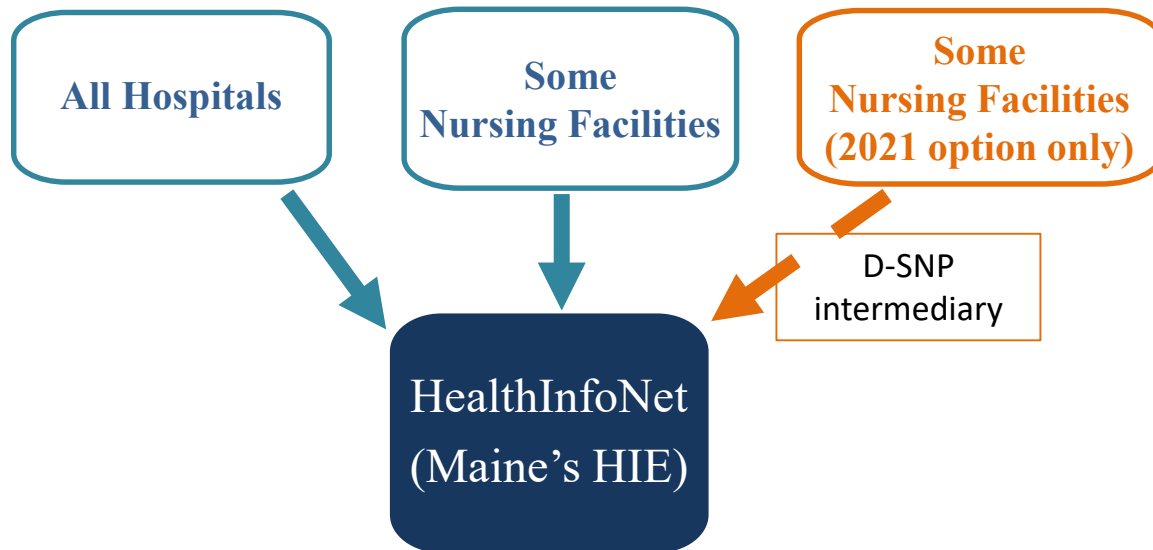 All Hospitals
Some
Nursing Facilities
Some
Nursing Facilities
(2021 option only)
D-SNP
intermediary
HealthInfoNet
(Maine’s HIE)